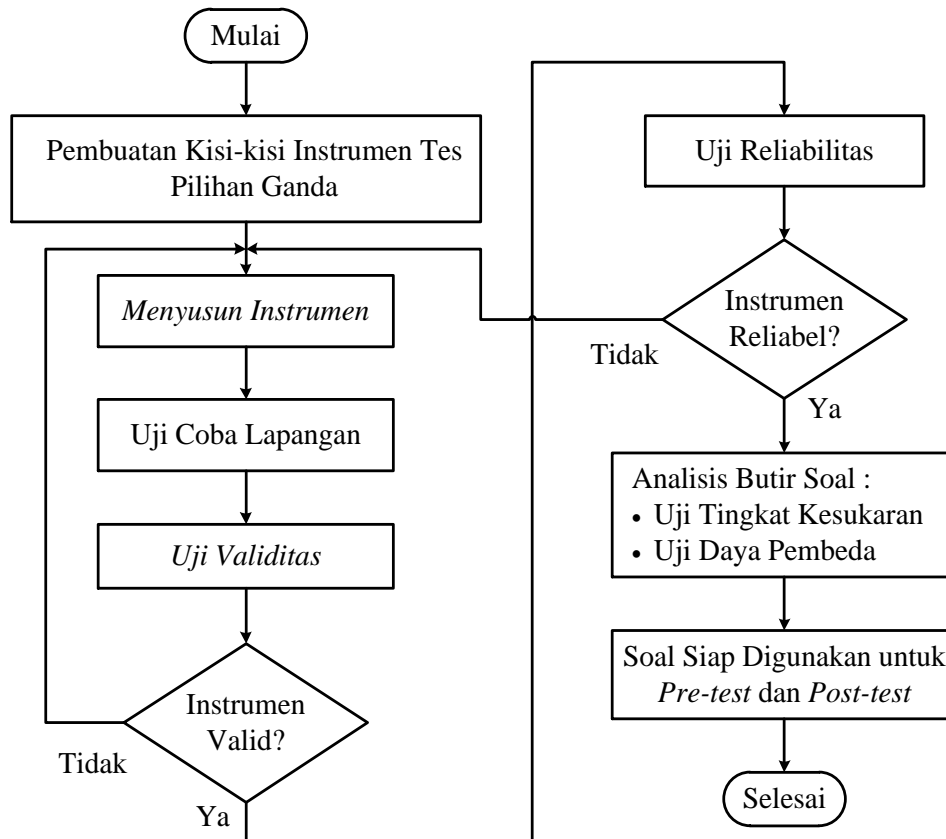 Mulai
Pembuatan Kisi-kisi Instrumen Tes
Pilihan Ganda
Menyusun Instrumen
Uji Coba Lapangan
Uji Validitas
Instrumen
Valid?
Tidak
Ya
Uji Reliabilitas
Instrumen
Reliabel?
Tidak
Ya
Analisis Butir Soal :
• Uji Tingkat Kesukaran
• Uji Daya Pembeda
Soal Siap Digunakan untuk
Pre-test dan Post-test
Selesai